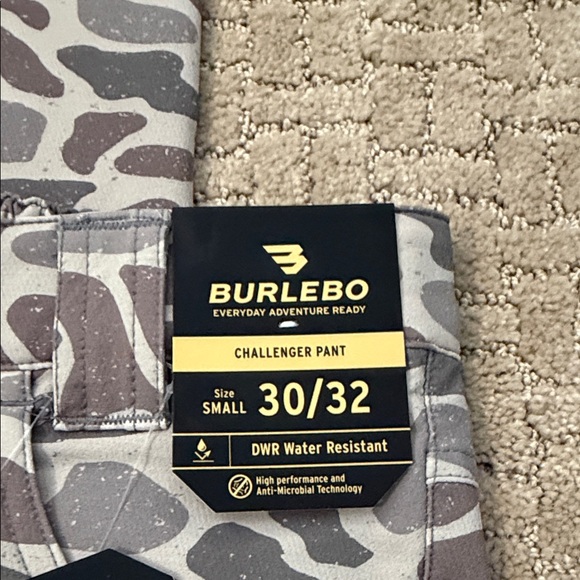 BURLEBO
EVERYDAY ADVENTURE READY
CHALLENGER PANT
Size
SMALL 30/32
DWR Water Resistant
High performance and
Anti-Microbial Technology